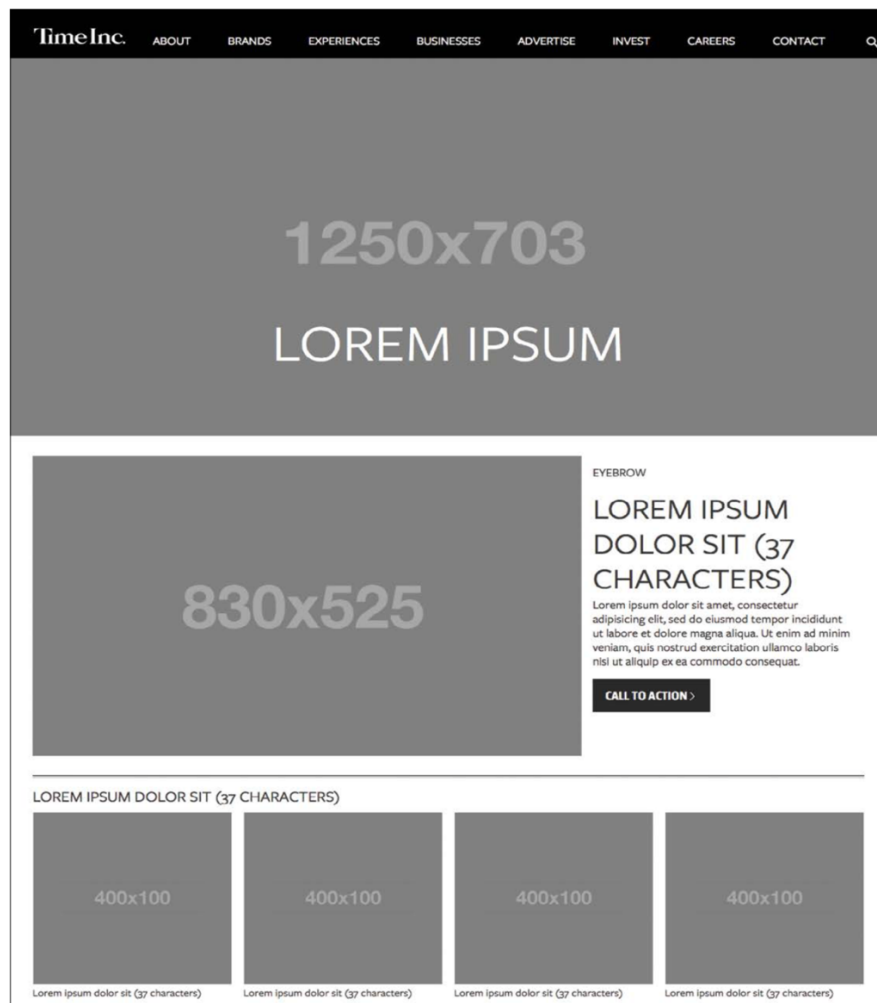 Time Inc. ABOUT BRANDS EXPERIENCES BUSINESSES ADVERTISE INVEST CAREERS CONTACT
1250x703
LOREM IPSUM
830x525
EYEBROW
LOREM IPSUM
DOLOR SIT (37
CHARACTERS)
Lorem ipsum dolor sit amet, consectetur
adipisicing elit, sed do eiusmod tempor incididunt
ut labore et dolore magna aliqua. Ut enim ad minim
veniam, quis nostrud exercitation ullamco laboris
nisi ut aliquip ex ea commodo consequat.
CALL TO ACTION >
LOREM IPSUM DOLOR SIT (37 CHARACTERS)
400x100 400x100 400x100 400x100
Lorem ipsum dolor sit (37 characters) Lorem ipsum dolor sit (37 characters) Lorem ipsum dolor sit (37 characters) Lorem ipsum dolor sit (37 characters)